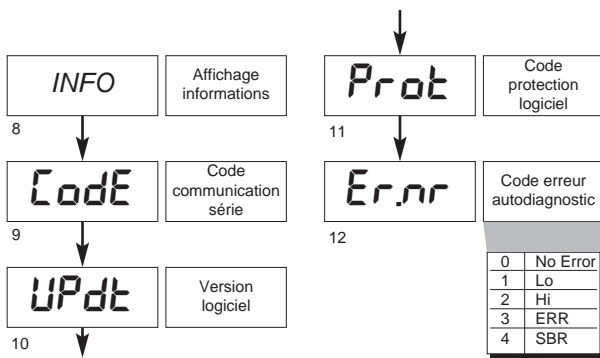 INFO
Affichage
informations
8
CodE
Code
communication
série
9
UPdt
Version
logiciel
10
Prot
Code
protection
logiciel
11
Er.nr
Code erreur
autodiagnostic
12
0 No Error
1 Lo
2 Hi
3 ERR
4 SBR